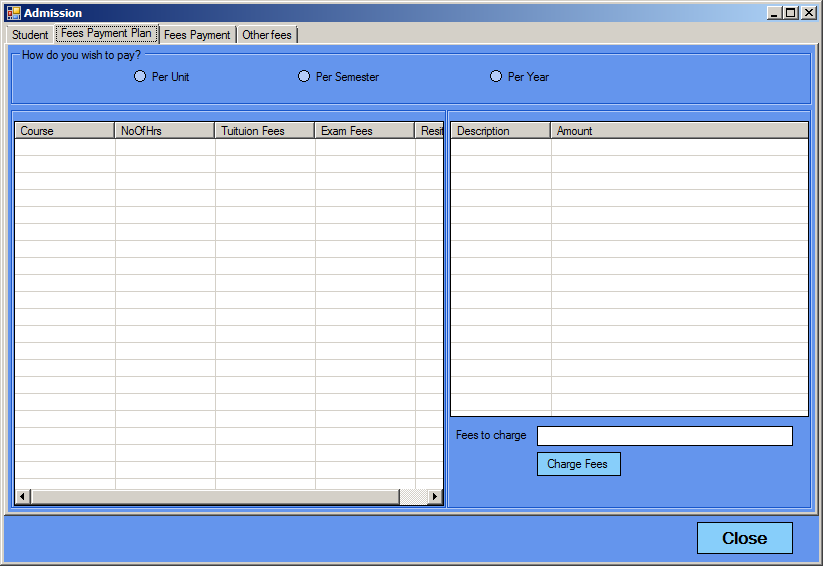 Admission
Student Fees Payment Plan Fees Payment Other fees
How do you wish to pay?
Per Unit Per Semester Per Year
Course NoOfHrs Tuituion Fees Exam Fees Resit Description Amount
Fees to charge
Charge Fees
Close